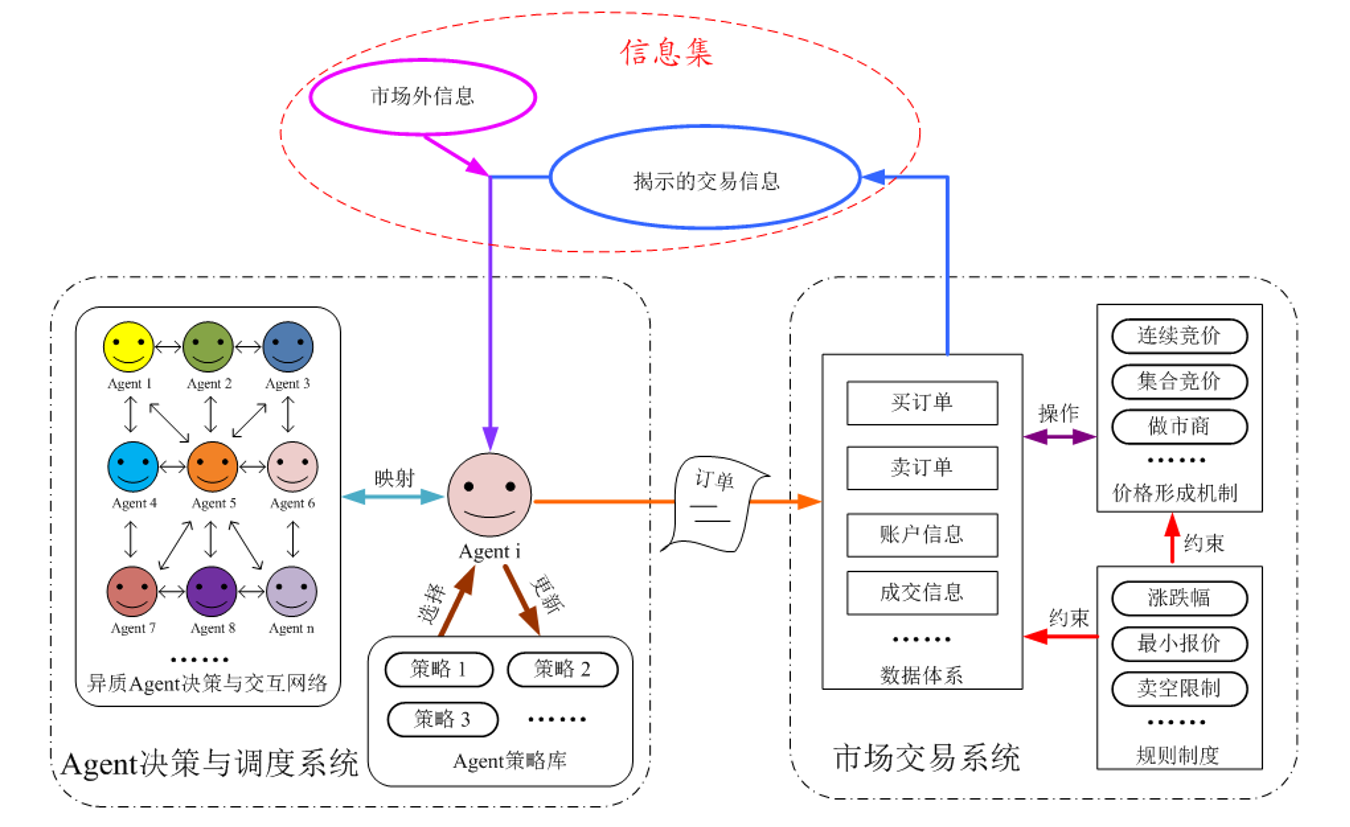 信息集
市场外信息
揭示的交易信息
Agent 1
Agent 2
Agent 3
Agent 4
Agent 5
Agent 6
Agent 7
Agent 8
Agent n
……
异质Agent决策与交互网络
映射
Agent i
选择
更新
策略 1
策略 2
策略 3
……
Agent策略库
Agent决策与调度系统
订单
买订单
卖订单
账户信息
成交信息
……
数据体系
操作
连续竞价
集合竞价
做市商
……
价格形成机制
约束
约束
涨跌幅
最小报价
卖空限制
……
规则制度
市场交易系统